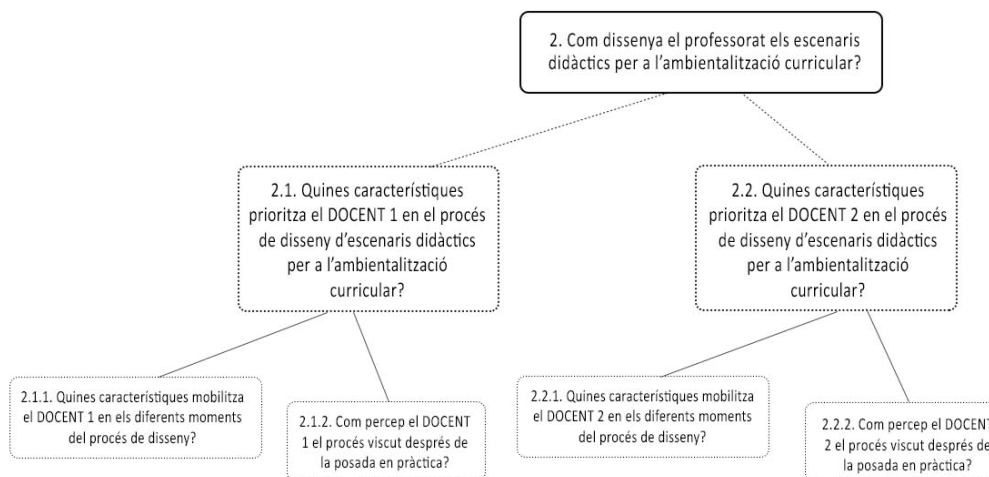 2. Com dissenya el professorat els escenaris
didàctics per a l'ambientalització curricular?
2.1. Quines característiques
prioritza el DOCENT 1 en el procés
de disseny d'escenaris didàctics
per a l'ambientalització
curricular?
2.2. Quines característiques
prioritza el DOCENT 2 en el procés
de disseny d'escenaris didàctics
per a l'ambientalització
curricular?
2.1.1. Quines característiques mobilitza
el DOCENT 1 en els diferents moments
del procés de disseny?
2.1.2. Com percep el DOCENT
1 el procés viscut després de
la posada en pràctica?
2.2.1. Quines característiques mobilitza
el DOCENT 2 en els diferents moments
del procés de disseny?
2.2.2. Com percep el DOCENT
2 el procés viscut després de
la posada en pràctica?